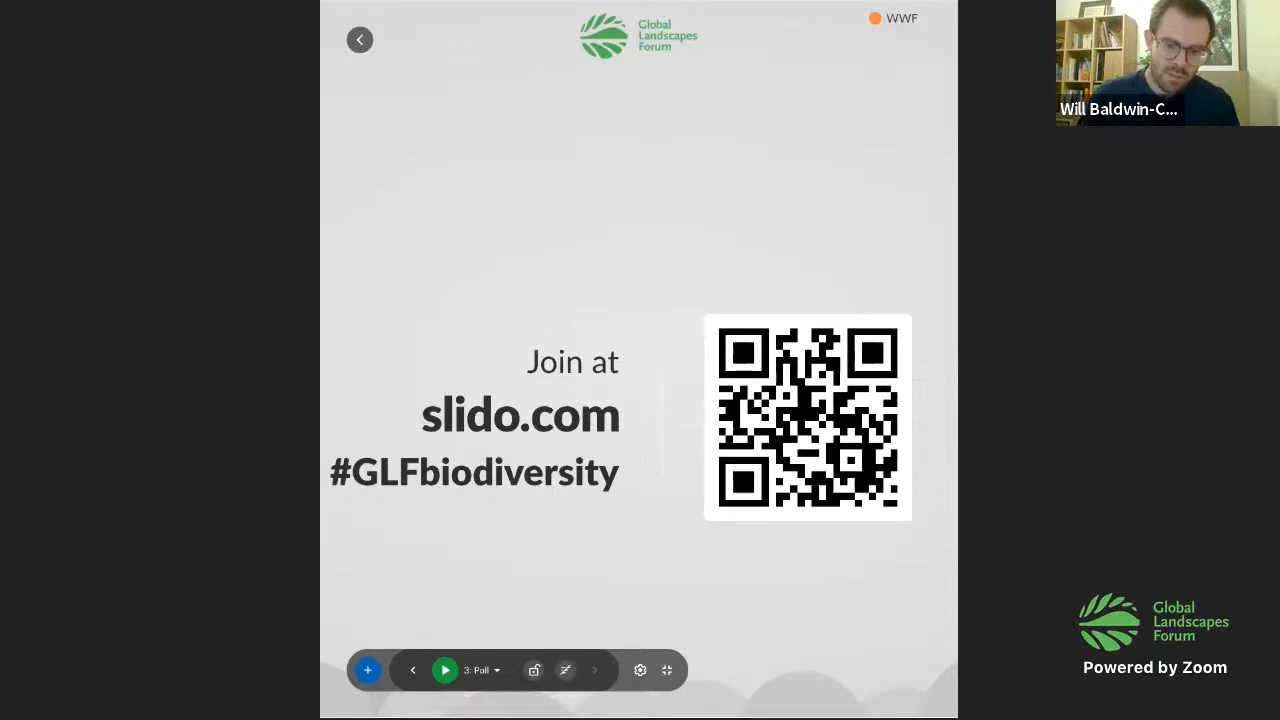 Global
Landscapes
Forum
WWF
Will Baldwin-C...
Join at
slido.com
#GLFbiodiversity
3: Poll
Global
Landscapes
Forum
Powered by Zoom